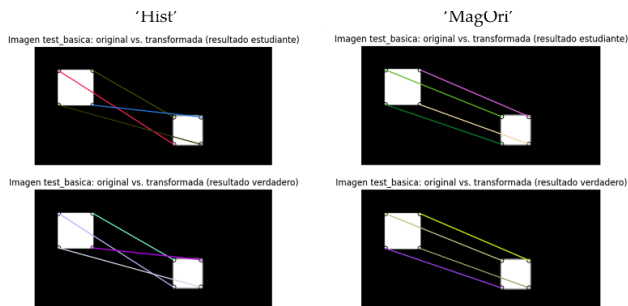 ‘Hist’
‘MagOri’
Imagen test_basica: original vs. transformada (resultado estudiante)
Imagen test_basica: original vs. transformada (resultado estudiante)
Imagen test_basica: original vs. transformada (resultado verdadero)
Imagen test_basica: original vs. transformada (resultado verdadero)